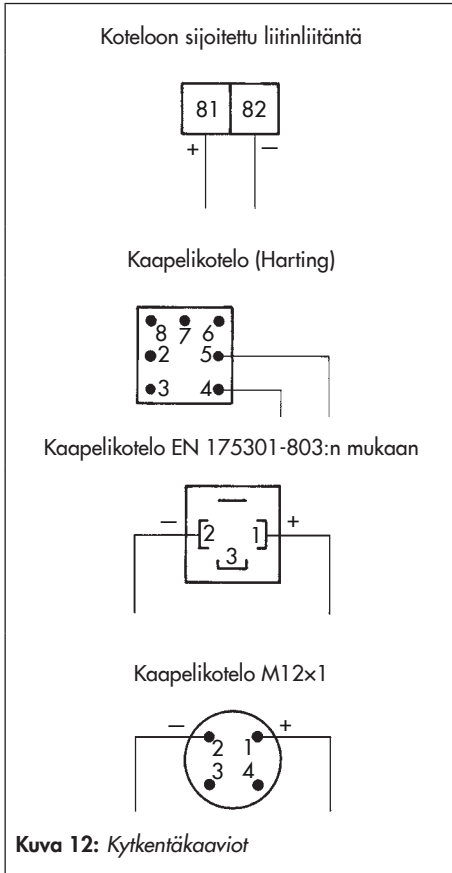 Koteloon sijoitettu liitinliitäntä
81 82
+ −
Kaapelikotelo (Harting)
8 7 6
2 5
3 4
Kaapelikotelo EN 175301-803:n mukaan
− +
2 1
3
Kaapelikotelo M12×1
− +
2 1
3 4
Kuva 12: Kytkentäkaaviot